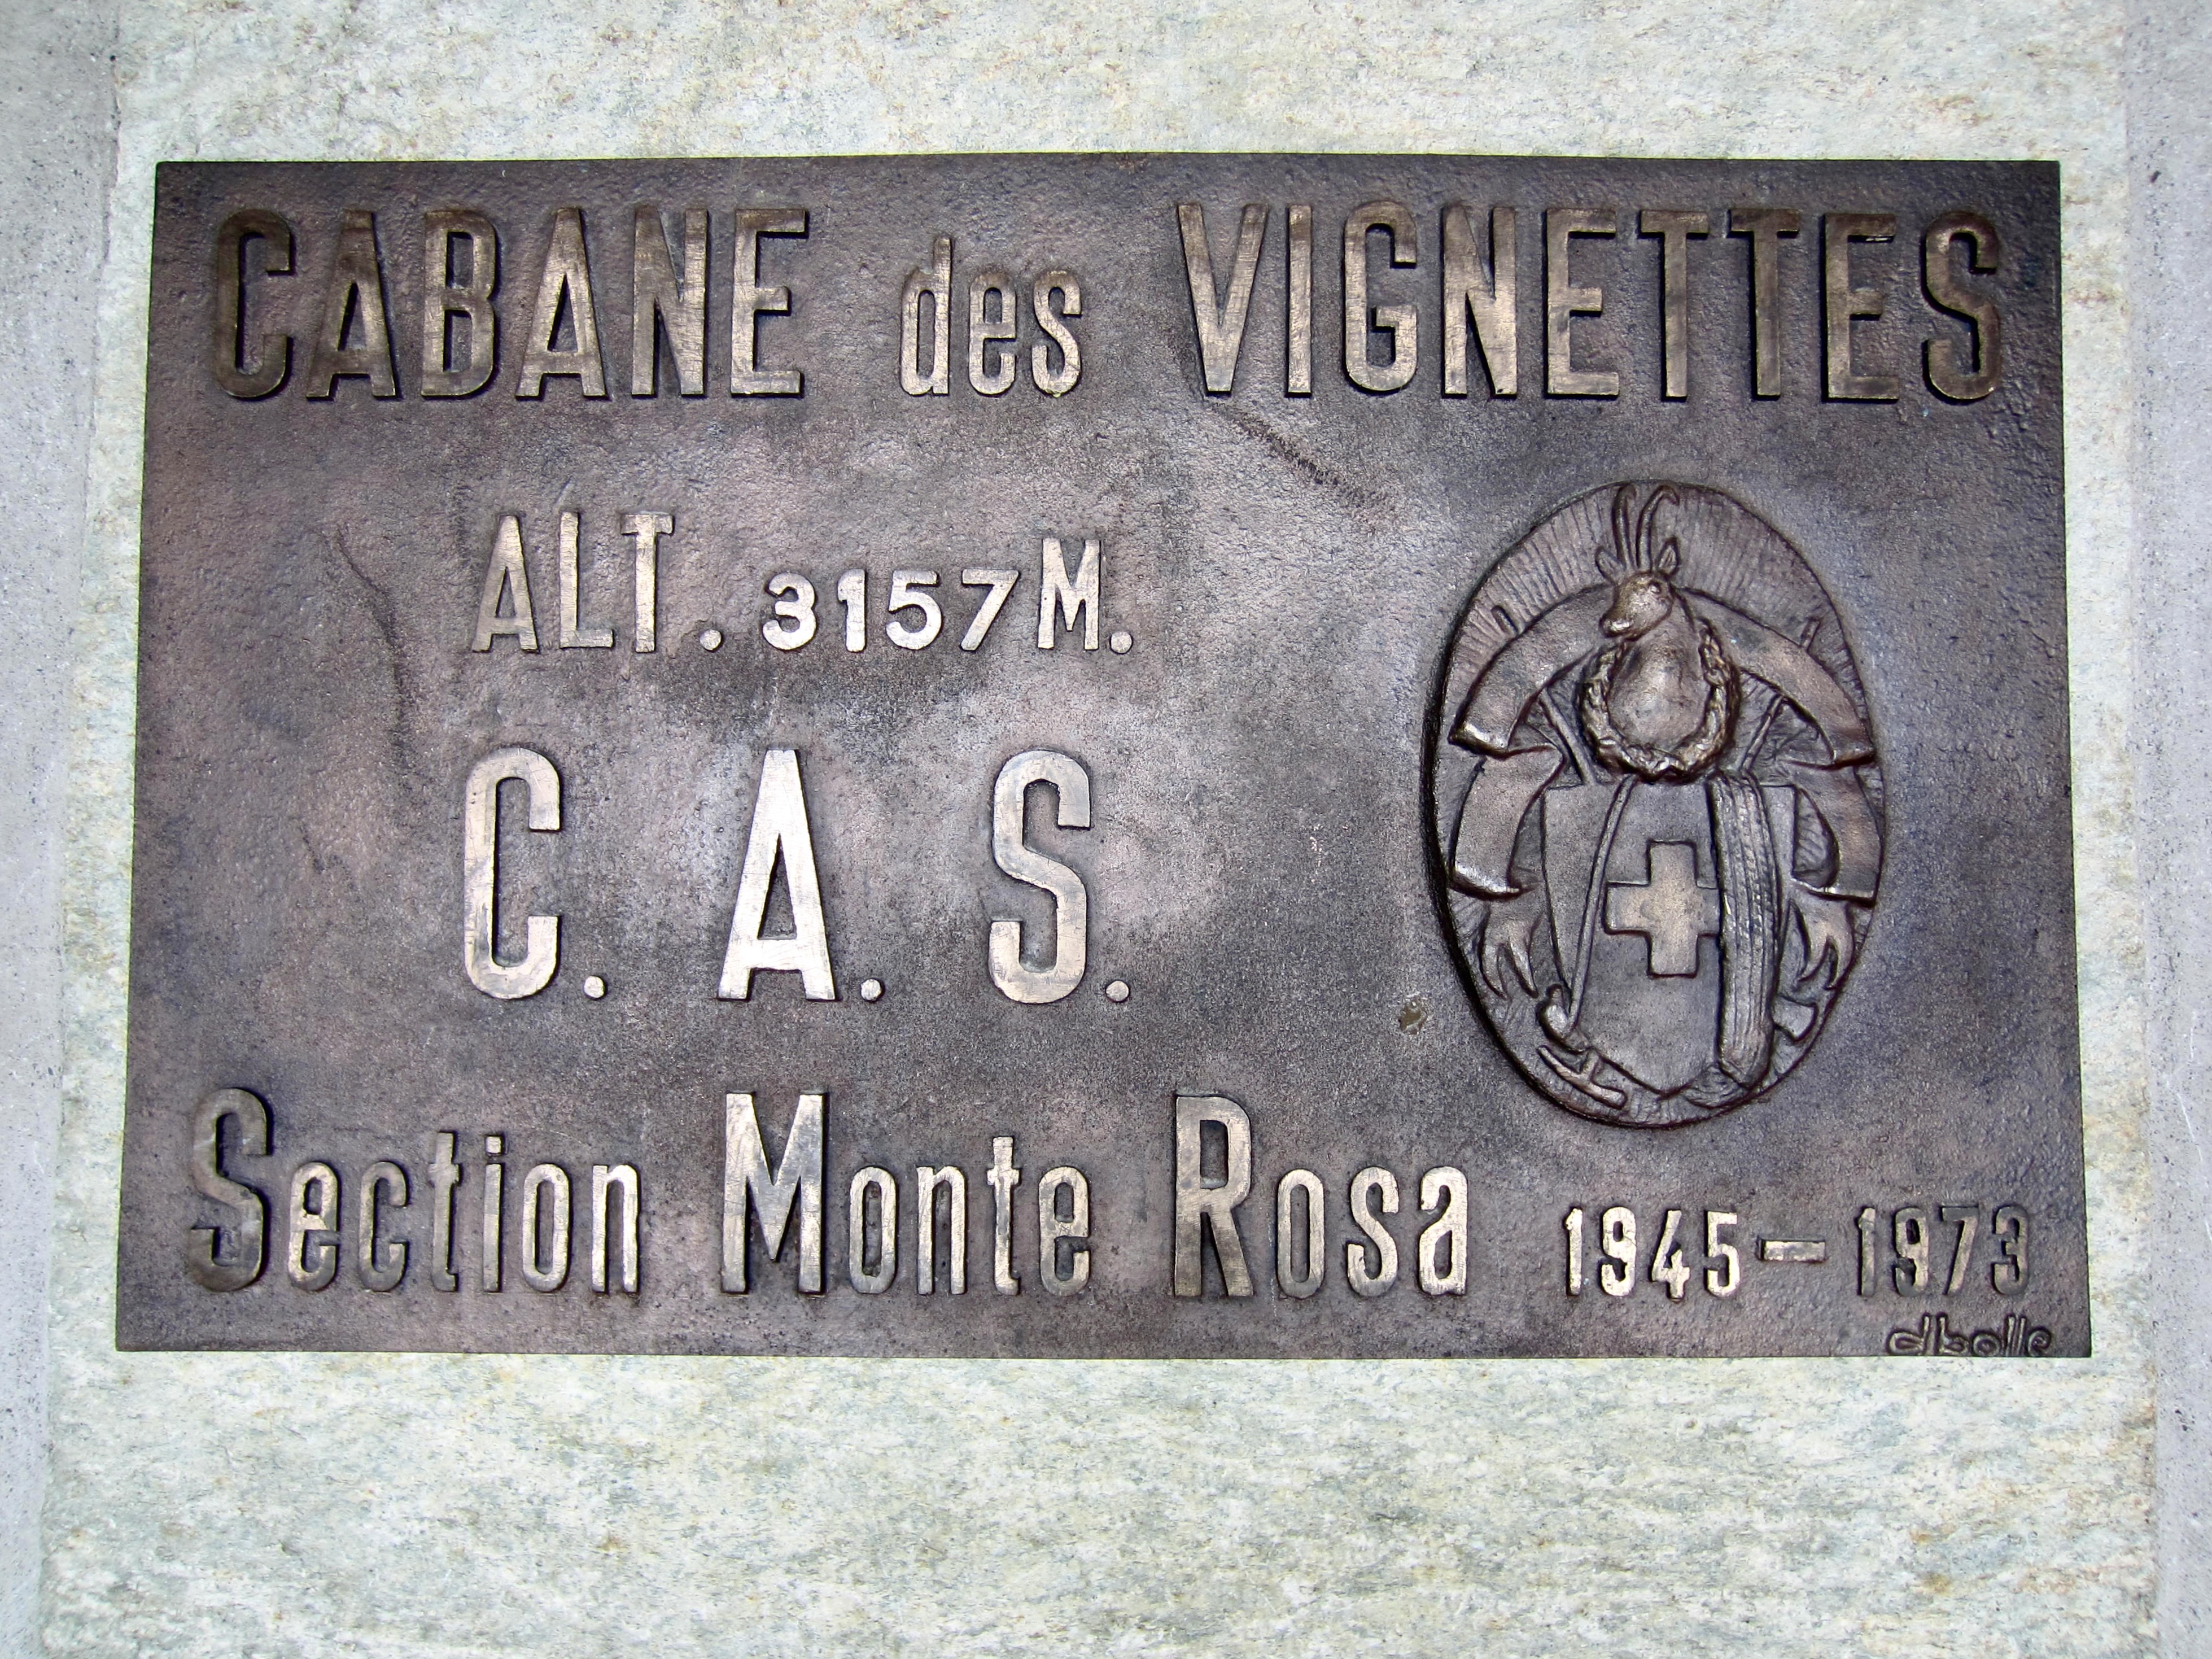 CABANE des VIGNETTES
ALT. 3157 M.
C. A. S.
Section Monte Rosa 1945 – 1973